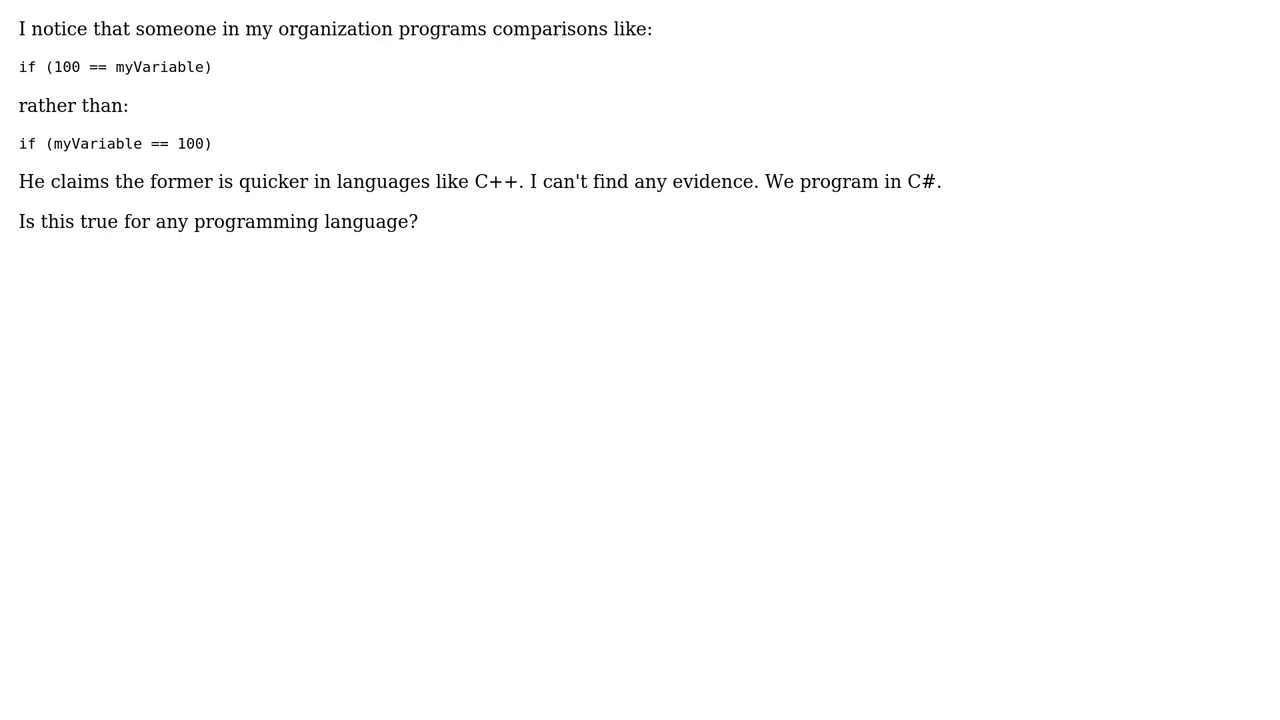 I notice that someone in my organization programs comparisons like:
if (100 == myVariable)
rather than:
if (myVariable == 100)
He claims the former is quicker in languages like C++. I can't find any evidence. We program in C#.
Is this true for any programming language?